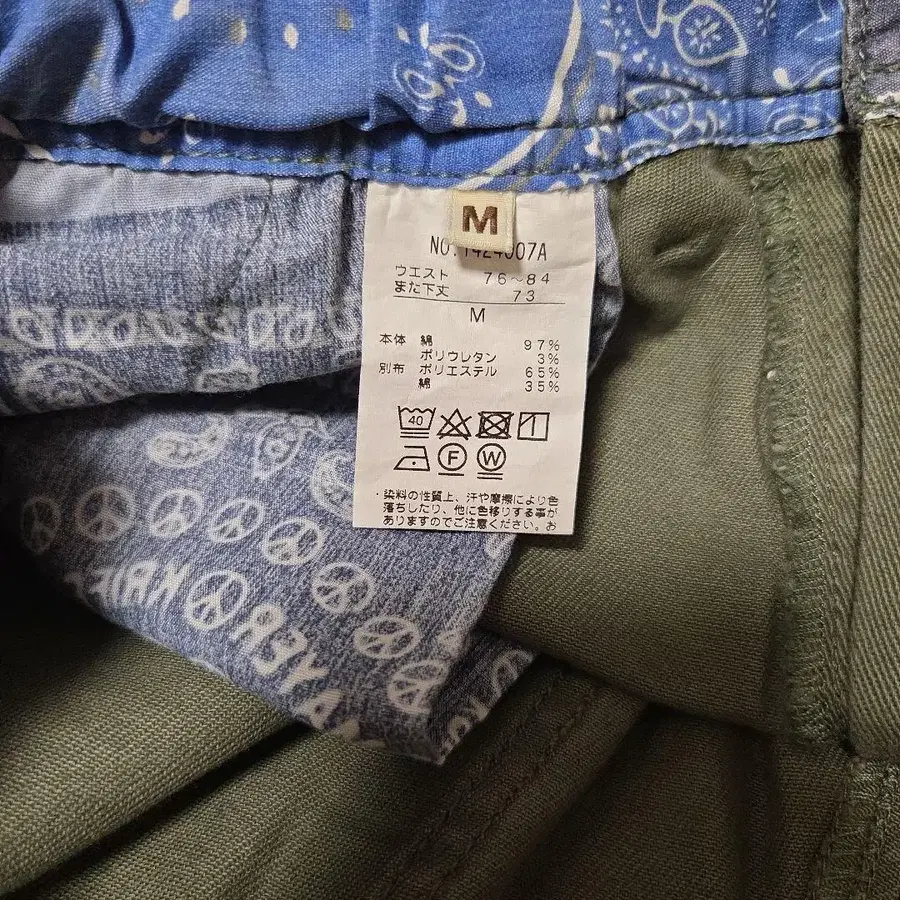 M
NO.1424007A
ウエスト 76～84
また下丈 73
M
本体 綿 97%
ポリウレタン 3%
別布 ポリエステル 65%
綿 35%
40
F W
・染料の性質上、汗や摩擦により色
落ちしたり、他に色移りする事が
ありますのでご注意ください。お